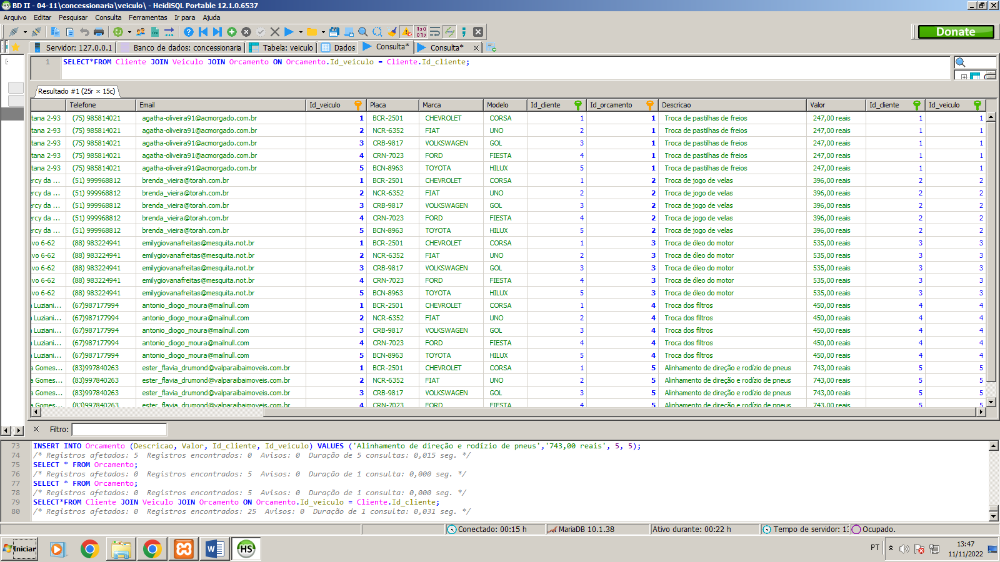 BD II - 04-11\concessionaria\veiculo\ - HeidiSQL Portable 12.1.0.6537
Arquivo Editar Pesquisar Consulta Ferramentas Ir para Ajuda
Donate
Servidor: 127.0.0.1 Banco de dados: concessionaria Tabela: veiculo Dados Consulta* Consulta*
1 SELECT*FROM Cliente JOIN Veiculo JOIN Orcamento ON Orcamento.Id_veiculo = Cliente.Id_cliente;
Resultado #1 (25r × 15c)
Telefone Email Id_veiculo Placa Marca Modelo Id_cliente Id_orcamento Descricao Valor Id_cliente Id_veiculo
tana 2-93 (75) 985814021 agatha-oliveira91@acmorgado.com.br 1 BCR-2501 CHEVROLET CORSA 1 1 Troca de pastilhas de freios 247,00 reais 1 1
tana 2-93 (75) 985814021 agatha-oliveira91@acmorgado.com.br 2 NCR-6352 FIAT UNO 2 1 Troca de pastilhas de freios 247,00 reais 1 1
tana 2-93 (75) 985814021 agatha-oliveira91@acmorgado.com.br 3 CRB-9817 VOLKSWAGEN GOL 3 1 Troca de pastilhas de freios 247,00 reais 1 1
tana 2-93 (75) 985814021 agatha-oliveira91@acmorgado.com.br 4 CRN-7023 FORD FIESTA 4 1 Troca de pastilhas de freios 247,00 reais 1 1
tana 2-93 (75) 985814021 agatha-oliveira91@acmorgado.com.br 5 BCN-8963 TOYOTA HILUX 5 1 Troca de pastilhas de freios 247,00 reais 1 1
ercy da ... (51) 999968812 brenda_vieira@torah.com.br 1 BCR-2501 CHEVROLET CORSA 1 2 Troca de jogo de velas 396,00 reais 2 2
ercy da ... (51) 999968812 brenda_vieira@torah.com.br 2 NCR-6352 FIAT UNO 2 2 Troca de jogo de velas 396,00 reais 2 2
ercy da ... (51) 999968812 brenda_vieira@torah.com.br 3 CRB-9817 VOLKSWAGEN GOL 3 2 Troca de jogo de velas 396,00 reais 2 2
ercy da ... (51) 999968812 brenda_vieira@torah.com.br 4 CRN-7023 FORD FIESTA 4 2 Troca de jogo de velas 396,00 reais 2 2
ercy da ... (51) 999968812 brenda_vieira@torah.com.br 5 BCN-8963 TOYOTA HILUX 5 2 Troca de jogo de velas 396,00 reais 2 2
vo 6-62 (88) 983224941 emilygiovanafreitas@mesquita.not.br 1 BCR-2501 CHEVROLET CORSA 1 3 Troca de óleo do motor 535,00 reais 3 3
vo 6-62 (88) 983224941 emilygiovanafreitas@mesquita.not.br 2 NCR-6352 FIAT UNO 2 3 Troca de óleo do motor 535,00 reais 3 3
vo 6-62 (88) 983224941 emilygiovanafreitas@mesquita.not.br 3 CRB-9817 VOLKSWAGEN GOL 3 3 Troca de óleo do motor 535,00 reais 3 3
vo 6-62 (88) 983224941 emilygiovanafreitas@mesquita.not.br 4 CRN-7023 FORD FIESTA 4 3 Troca de óleo do motor 535,00 reais 3 3
vo 6-62 (88) 983224941 emilygiovanafreitas@mesquita.not.br 5 BCN-8963 TOYOTA HILUX 5 3 Troca de óleo do motor 535,00 reais 3 3
Luziani... (67)987177994 antonio_diogo_moura@mailnull.com 1 BCR-2501 CHEVROLET CORSA 1 4 Troca dos filtros 450,00 reais 4 4
Luziani... (67)987177994 antonio_diogo_moura@mailnull.com 2 NCR-6352 FIAT UNO 2 4 Troca dos filtros 450,00 reais 4 4
Luziani... (67)987177994 antonio_diogo_moura@mailnull.com 3 CRB-9817 VOLKSWAGEN GOL 3 4 Troca dos filtros 450,00 reais 4 4
Luziani... (67)987177994 antonio_diogo_moura@mailnull.com 4 CRN-7023 FORD FIESTA 4 4 Troca dos filtros 450,00 reais 4 4
Luziani... (67)987177994 antonio_diogo_moura@mailnull.com 5 BCN-8963 TOYOTA HILUX 5 4 Troca dos filtros 450,00 reais 4 4
a Gomes... (83)997840263 ester_flavia_drumond@valparaibaimoveis.com.br 1 BCR-2501 CHEVROLET CORSA 1 5 Alinhamento de direção e rodízio de pneus 743,00 reais 5 5
a Gomes... (83)997840263 ester_flavia_drumond@valparaibaimoveis.com.br 2 NCR-6352 FIAT UNO 2 5 Alinhamento de direção e rodízio de pneus 743,00 reais 5 5
a Gomes... (83)997840263 ester_flavia_drumond@valparaibaimoveis.com.br 3 CRB-9817 VOLKSWAGEN GOL 3 5 Alinhamento de direção e rodízio de pneus 743,00 reais 5 5
a Gomes... (83)997840263 ester_flavia_drumond@valparaibaimoveis.com.br 4 CRN-7023 FORD FIESTA 4 5 Alinhamento de direção e rodízio de pneus 743,00 reais 5 5
Filtro:
73 INSERT INTO Orcamento (Descricao, Valor, Id_cliente, Id_veiculo) VALUES ('Alinhamento de direção e rodízio de pneus','743,00 reais', 5, 5);
74 /* Registros afetados: 5 Registros encontrados: 0 Avisos: 0 Duração de 5 consultas: 0,015 seg. */
75 SELECT * FROM Orcamento;
76 /* Registros afetados: 0 Registros encontrados: 5 Avisos: 0 Duração de 1 consulta: 0,000 seg. */
77 SELECT * FROM Orcamento;
78 /* Registros afetados: 0 Registros encontrados: 5 Avisos: 0 Duração de 1 consulta: 0,000 seg. */
79 SELECT*FROM Cliente JOIN Veiculo JOIN Orcamento ON Orcamento.Id_veiculo = Cliente.Id_cliente;
80 /* Registros afetados: 0 Registros encontrados: 25 Avisos: 0 Duração de 1 consulta: 0,031 seg. */
Conectado: 00:15 h MariaDB 10.1.38 Ativo durante: 00:22 h Tempo de servidor: 13 Ocupado.
Iniciar HS PT 13:47
11/11/2022